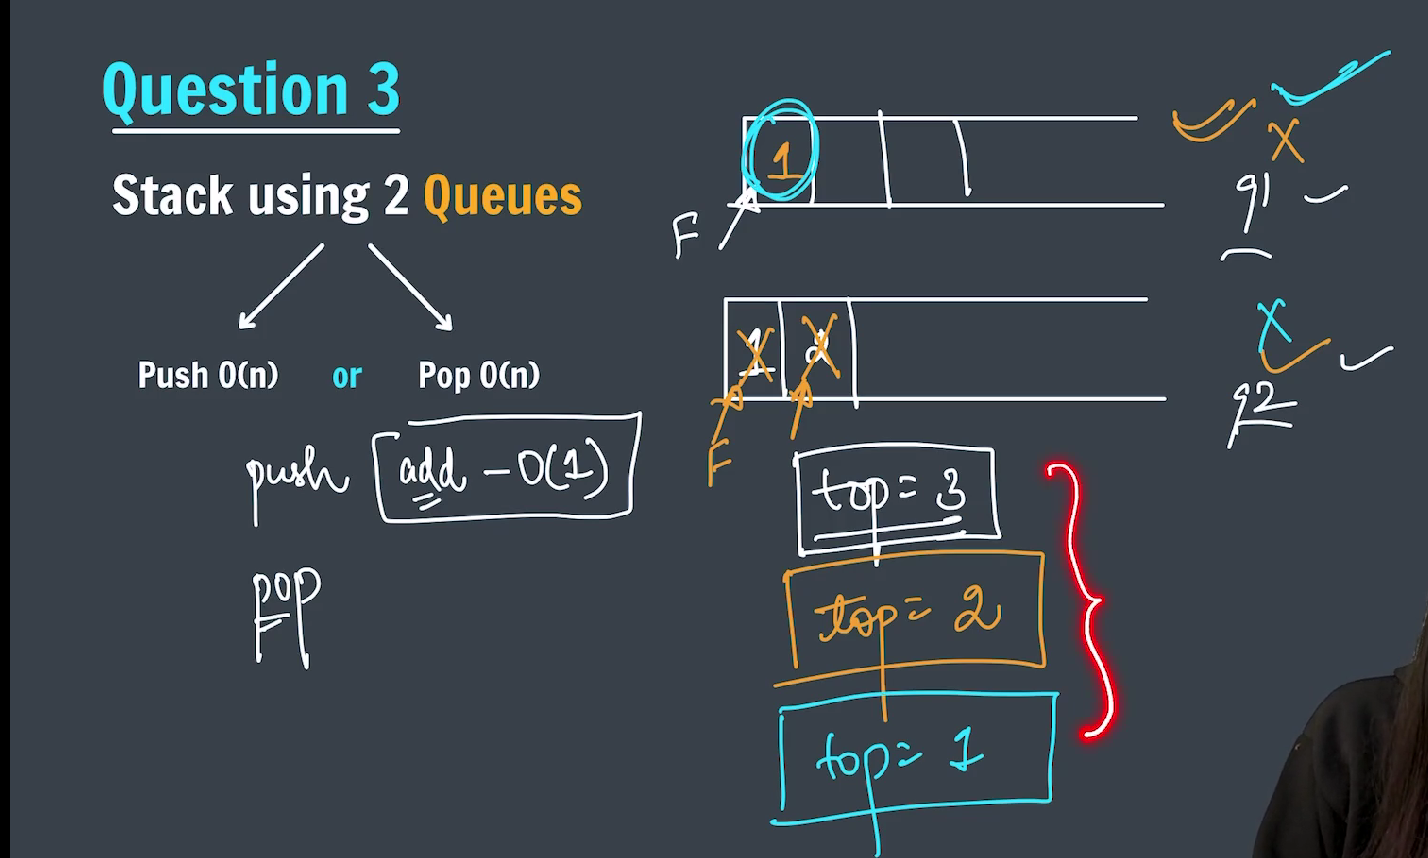 Question 3
Stack using 2 Queues
Push O(n) or Pop O(n)
push add - O(1)
pop
1
F
X
q1
1 2
X
q2
F
top = 3
top = 2
top = 1